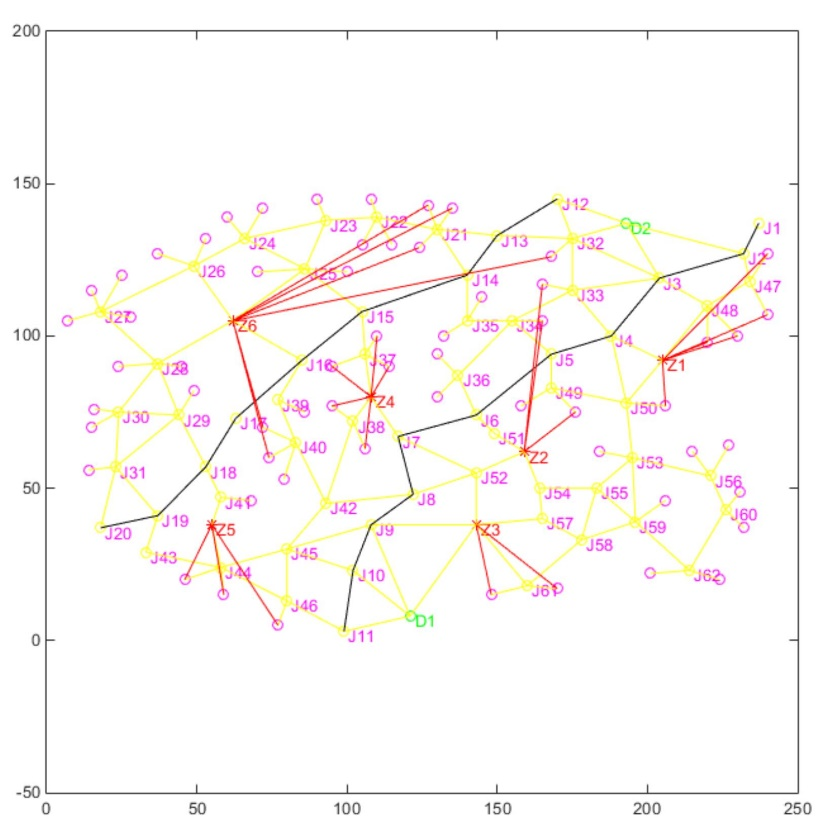 200
150
100
50
0
-50
0
50
100
150
200
250
J12
J23
J22
D2
J1
J24
J21
J13
J32
J2
J26
J25
J14
J3
J47
J33
J27
J15
J48
Z6
J35
J34
J4
J28
J16
J37
J5
Z1
J36
J39
Z4
J49
J50
J30
J29
J17
J38
J6
J40
J7
J51
Z2
J31
J18
J52
J53
J56
J41
J42
J8
J54
J55
J20
J19
Z5
J9
Z3
J57
J59
J60
J43
J45
J58
J44
J10
J46
J61
J62
J11
D1